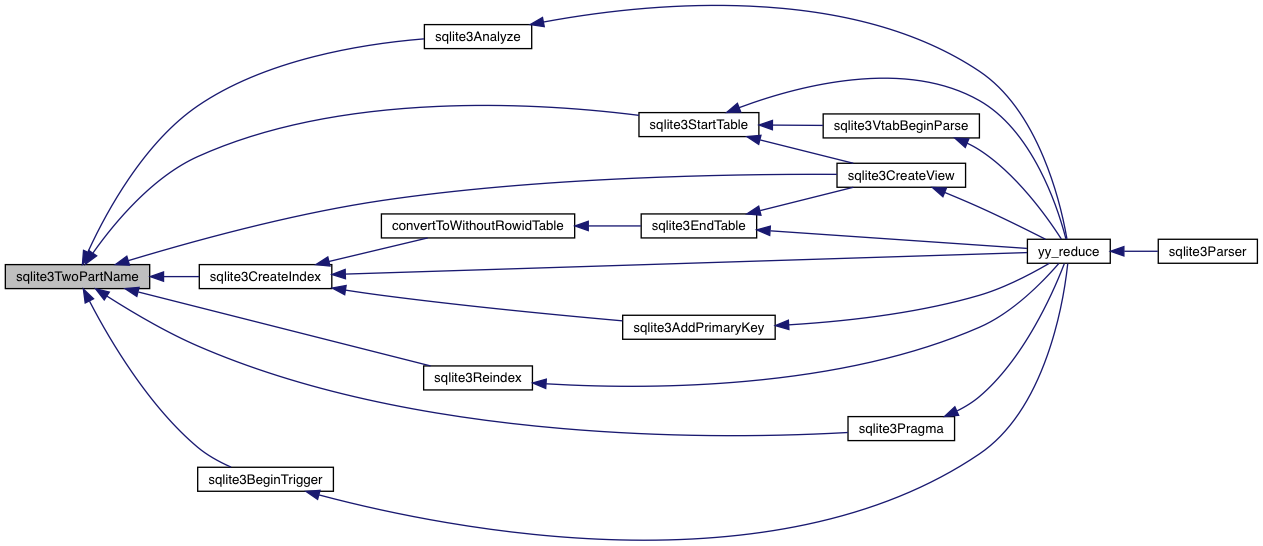 sqlite3Analyze
sqlite3StartTable
sqlite3VtabBeginParse
sqlite3CreateView
convertToWithoutRowidTable
sqlite3EndTable
yy_reduce
sqlite3Parser
sqlite3TwoPartName
sqlite3CreateIndex
sqlite3AddPrimaryKey
sqlite3Reindex
sqlite3Pragma
sqlite3BeginTrigger